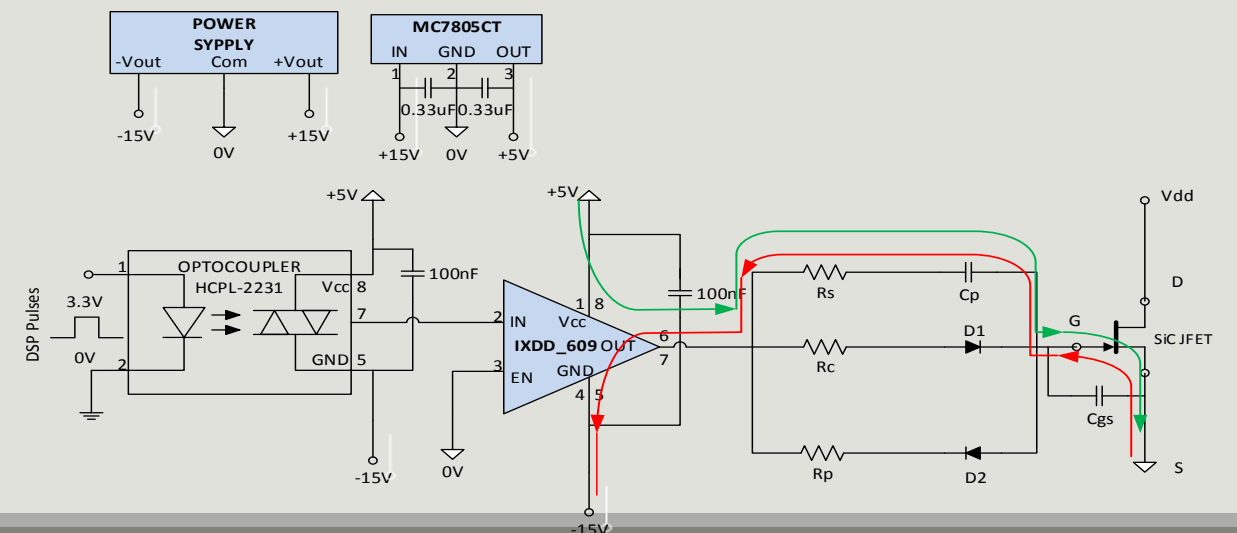 POWER
SYPPLY
-Vout Com +Vout
-15V 0V +15V
MC7805CT
IN GND OUT
1 2 3
0.33uF 0.33uF
+15V 0V +5V
+5V
OPTOCOUPLER
HCPL-2231
1
Vcc
8
7
GND 5
2
3.3V
0V
DSP Pulses
100nF
-15V
+5V
1 8
Vcc
2 IN
IXDD_609 OUT
3 EN
GND
4 5
6
7
0V
100nF
-15V
Rs Cp
Rc D1
Rp D2
Vdd
D
G
SiC JFET
Cgs
S